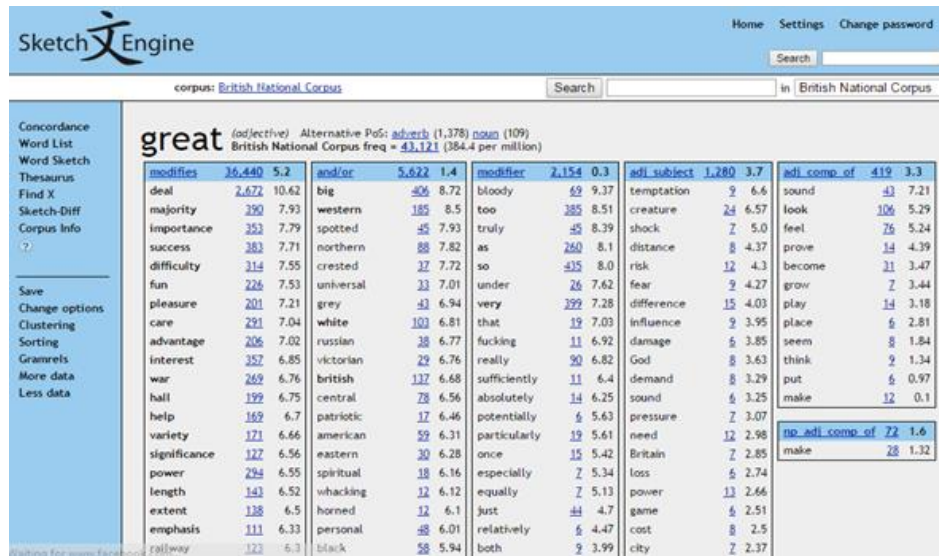 Sketch文Engine
Home Settings Change password
Search
corpus: British National Corpus
Search in British National Corpus
Concordance
Word List
Word Sketch
Thesaurus
Find X
Sketch-Diff
Corpus Info
?
Save
Change options
Clustering
Sorting
Gramrels
More data
Less data
great (adjective) Alternative PoS: adverb (1,378) noun (109)
British National Corpus freq = 43,121 (384.4 per million)
modifies 36,440 5.2
deal 2,672 10.62
majority 390 7.93
importance 353 7.79
success 383 7.71
difficulty 314 7.55
fun 226 7.53
pleasure 201 7.21
care 291 7.04
advantage 206 7.02
interest 357 6.85
war 269 6.76
hall 199 6.75
help 169 6.7
variety 171 6.66
significance 127 6.56
power 294 6.55
length 143 6.52
extent 138 6.5
emphasis 111 6.33
railway 123 6.3
and/or 5,622 1.4
big 406 8.72
western 185 8.5
spotted 45 7.93
northern 88 7.82
crested 37 7.72
universal 33 7.01
grey 43 6.94
white 103 6.81
russian 38 6.77
victorian 29 6.76
british 137 6.68
central 78 6.56
patriotic 17 6.46
american 59 6.31
eastern 30 6.28
spiritual 18 6.16
whacking 12 6.12
horned 12 6.1
personal 48 6.01
black 58 5.94
modifier 2,154 0.3
bloody 69 9.37
too 385 8.51
truly 45 8.39
as 260 8.1
so 435 8.0
under 26 7.62
very 399 7.28
that 19 7.03
fucking 11 6.92
really 90 6.82
sufficiently 11 6.4
absolutely 14 6.25
potentially 6 5.63
particularly 19 5.61
once 15 5.42
especially 7 5.34
equally 7 5.13
just 44 4.7
relatively 6 4.47
both 9 3.99
adj_subject 1,280 3.7
temptation 9 6.6
creature 24 6.57
shock 7 5.0
distance 8 4.37
risk 12 4.3
fear 9 4.27
difference 15 4.03
influence 9 3.95
damage 6 3.85
God 8 3.63
demand 8 3.29
sound 6 3.25
pressure 7 3.07
need 12 2.98
Britain 7 2.85
loss 6 2.74
power 13 2.66
game 6 2.51
cost 8 2.5
city 7 2.37
adj_comp_of 419 3.3
sound 43 7.21
look 106 5.29
feel 76 5.24
prove 14 4.39
become 31 3.47
grow 7 3.44
play 14 3.18
place 6 2.81
seem 8 1.84
think 9 1.34
put 6 0.97
make 12 0.1
np_adj_comp_of 72 1.6
make 28 1.32